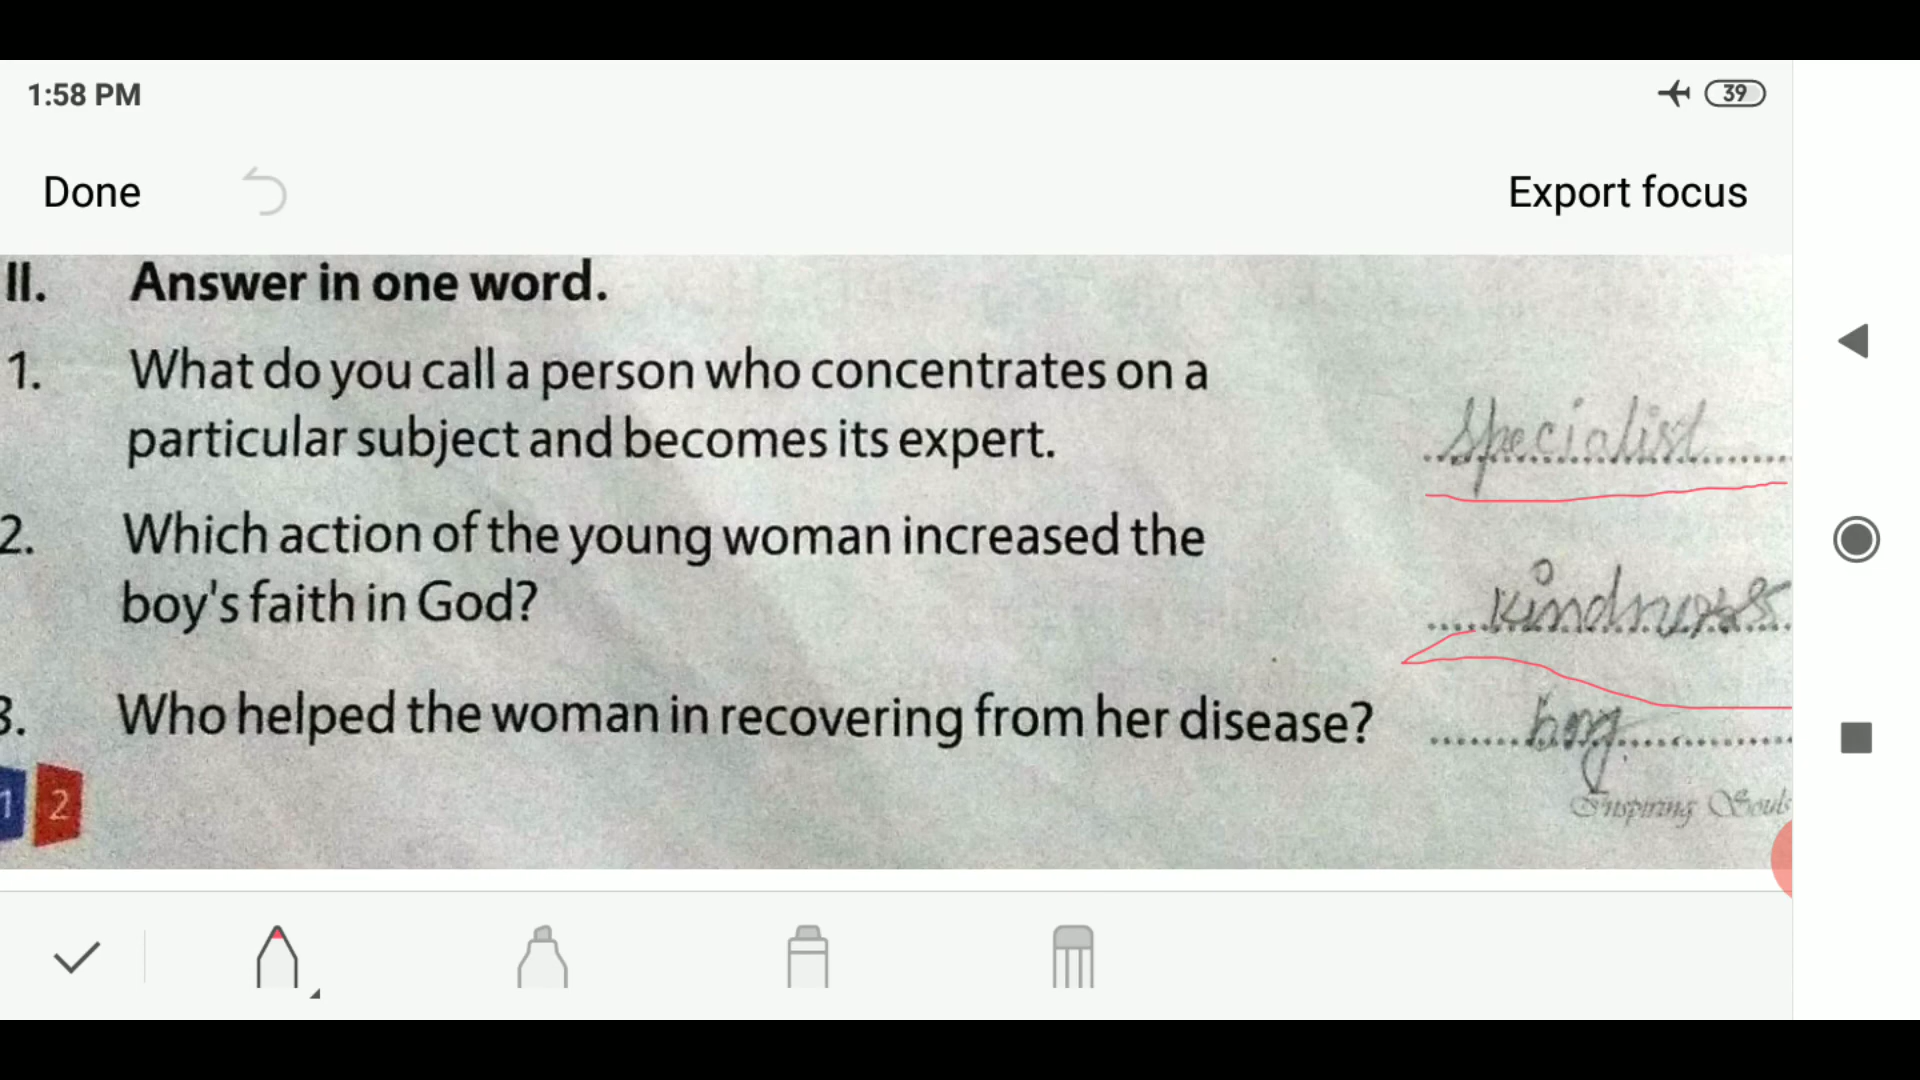 1:58 PM
39
Done
Export focus
II. Answer in one word.
1. What do you call a person who concentrates on a
particular subject and becomes its expert.
Specialist
2. Which action of the young woman increased the
boy's faith in God?
kindness
3. Who helped the woman in recovering from her disease?
boy
1 2
Inspiring Souls